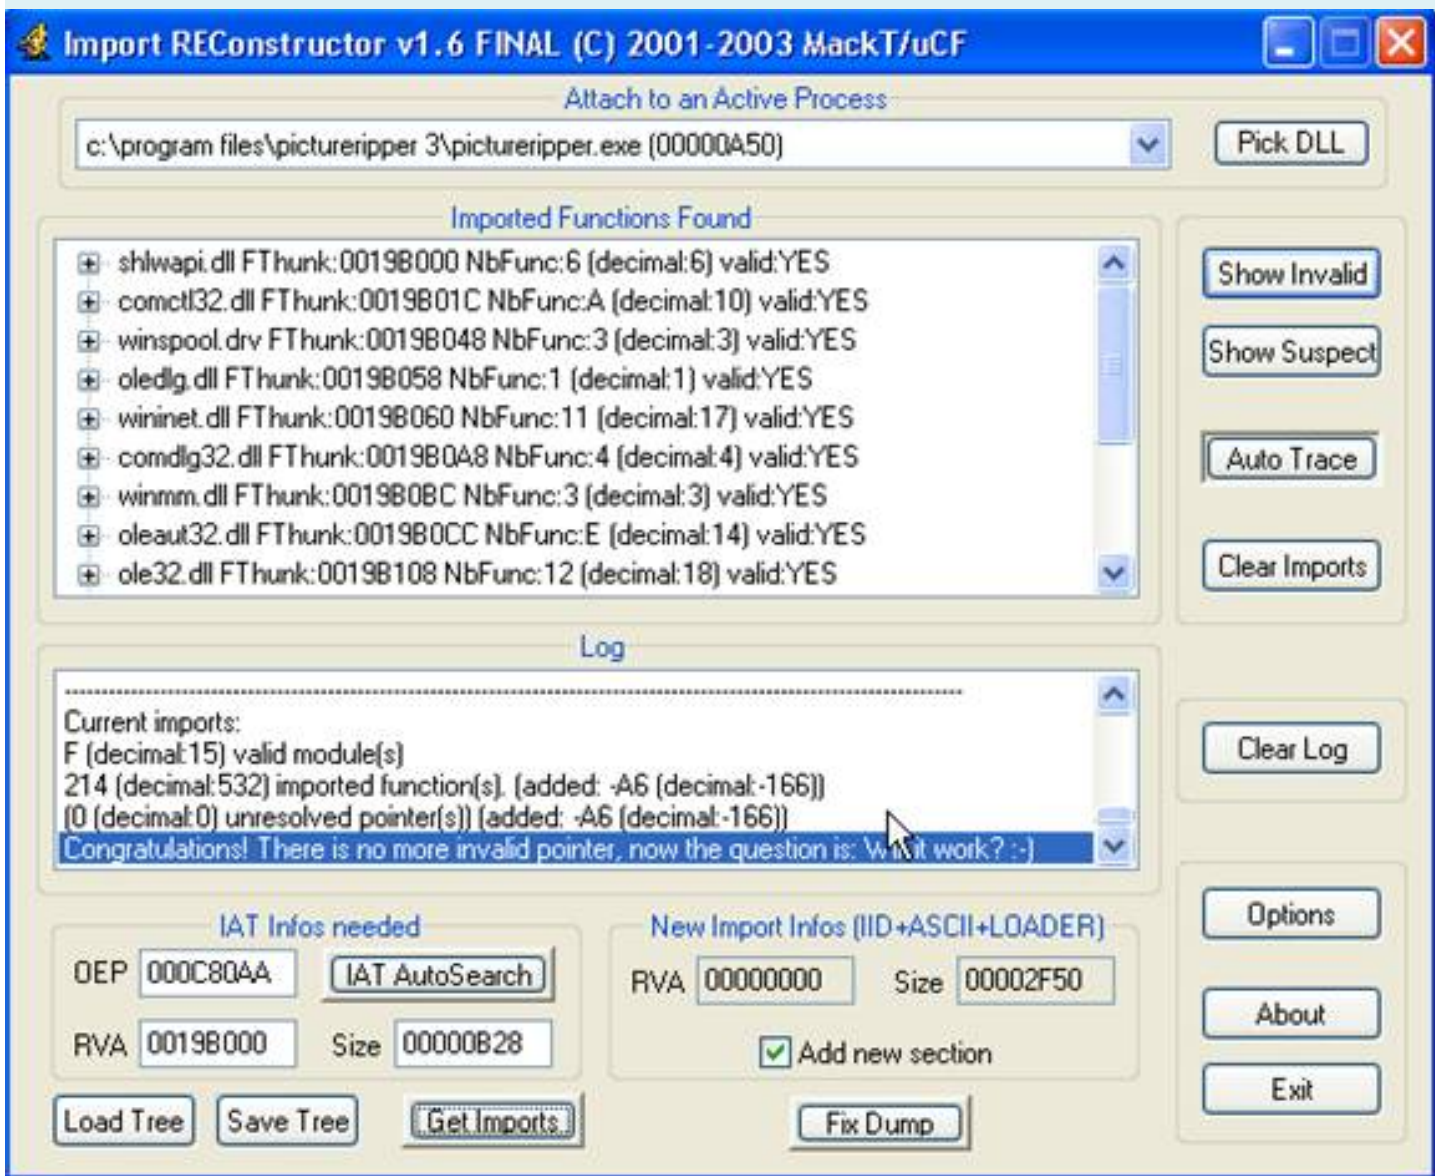 Import REConstructor v1.6 FINAL (C) 2001-2003 MackT/uCF
Attach to an Active Process
c:\program files\pictureripper 3\pictureripper.exe (00000A50)
Pick DLL
Imported Functions Found
shlwapi.dll FThunk:0019B000 NbFunc:6 (decimal:6) valid:YES
comctl32.dll FThunk:0019B01C NbFunc:A (decimal:10) valid:YES
winspool.drv FThunk:0019B048 NbFunc:3 (decimal:3) valid:YES
oledlg.dll FThunk:0019B058 NbFunc:1 (decimal:1) valid:YES
wininet.dll FThunk:0019B060 NbFunc:11 (decimal:17) valid:YES
comdlg32.dll FThunk:0019B0A8 NbFunc:4 (decimal:4) valid:YES
winmm.dll FThunk:0019B0BC NbFunc:3 (decimal:3) valid:YES
oleaut32.dll FThunk:0019B0CC NbFunc:E (decimal:14) valid:YES
ole32.dll FThunk:0019B108 NbFunc:12 (decimal:18) valid:YES
Show Invalid
Show Suspect
Auto Trace
Clear Imports
Log
Current imports:
F (decimal:15) valid module(s)
214 (decimal:532) imported function(s). (added: -A6 (decimal:-166))
(0 (decimal:0) unresolved pointer(s)) (added: -A6 (decimal:-166))
Congratulations! There is no more invalid pointer, now the question is: Will it work? :-)
Clear Log
IAT Infos needed
OEP 000C80AA IAT AutoSearch
RVA 0019B000 Size 00000B28
New Import Infos (IID+ASCII+LOADER)
RVA 00000000 Size 00002F50
Add new section
Options
About
Exit
Load Tree Save Tree Get Imports Fix Dump